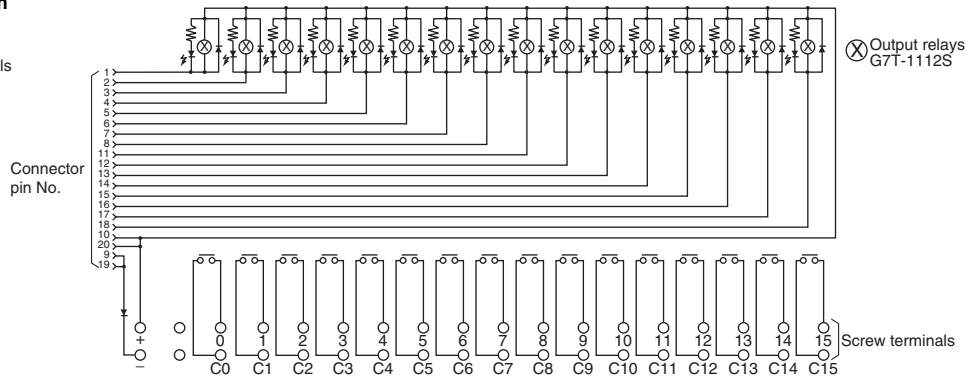 n
ls
Output relays
G7T-1112S
1
2
3
4
5
6
7
8
11
12
13
14
15
16
17
18
10
20
9
19
Connector
pin No.
+ 0 1 2 3 4 5 6 7 8 9 10 11 12 13 14 15
Screw terminals
− C0 C1 C2 C3 C4 C5 C6 C7 C8 C9 C10 C11 C12 C13 C14 C15